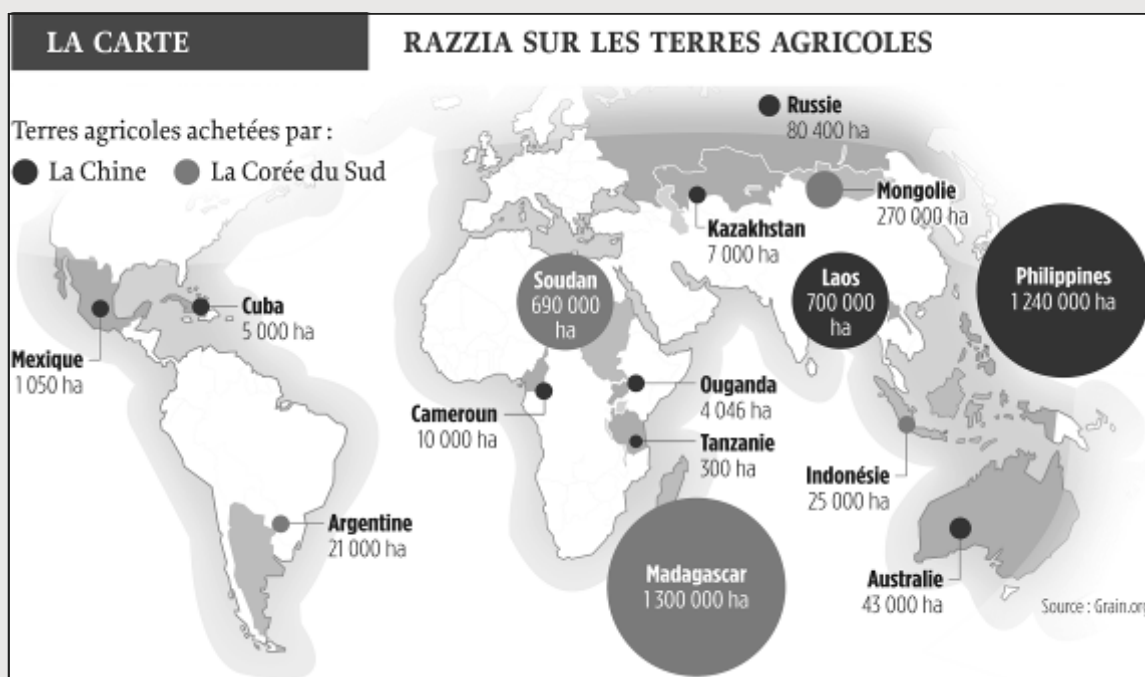 LA CARTE
RAZZIA SUR LES TERRES AGRICOLES
Terres agricoles achetées par :
La Chine
La Corée du Sud
Russie
80 400 ha
Mongolie
270 000 ha
Kazakhstan
7 000 ha
Soudan
690 000
ha
Laos
700 000
ha
Philippines
1 240 000 ha
Cuba
5 000 ha
Mexique
1 050 ha
Cameroun
10 000 ha
Ouganda
4 046 ha
Tanzanie
300 ha
Indonésie
25 000 ha
Argentine
21 000 ha
Madagascar
1 300 000 ha
Australie
43 000 ha
Source : Grain.org